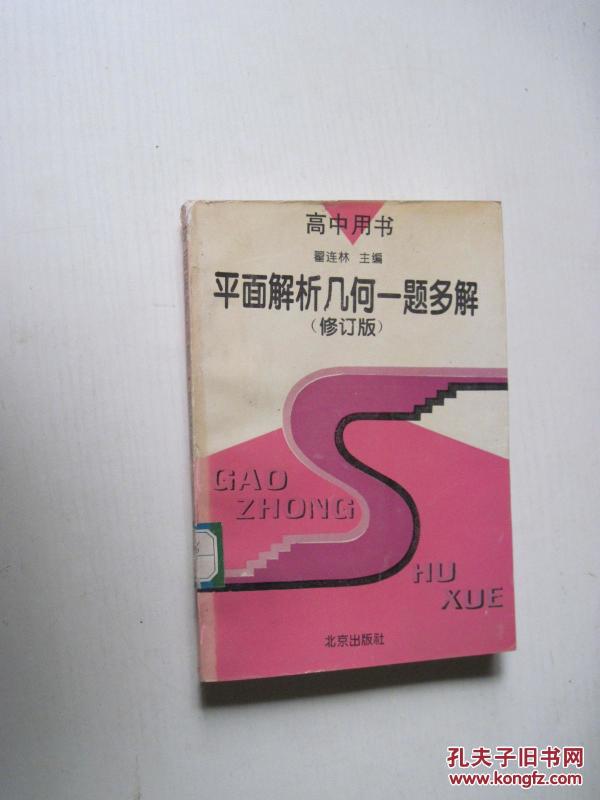 高中用书
翟连林 主编
平面解析几何一题多解
（修订版）
GAO
ZHONG
SHU
XUE
北京出版社
孔夫子旧书网
www.kongfz.com